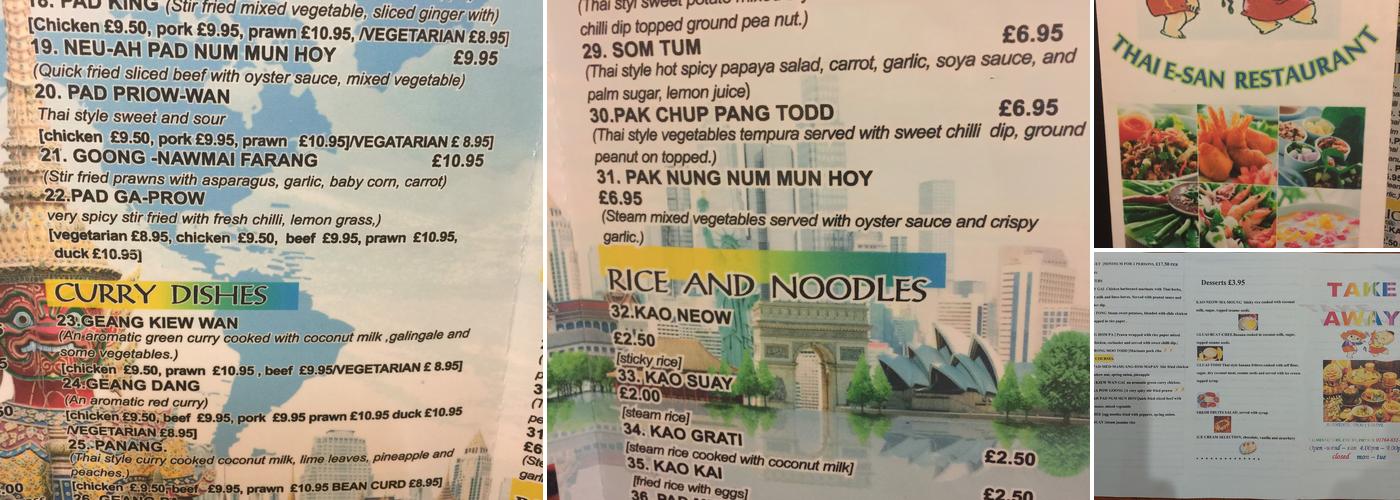 18. PAD KING (Stir fried mixed vegetable, sliced ginger with)
[Chicken £9.50, pork £9.95, prawn £10.95, /VEGETARIAN £8.95]
19. NEU-AH PAD NUM MUN HOY £9.95
(Quick fried sliced beef with oyster sauce, mixed vegetable)
20. PAD PRIOW-WAN
Thai style sweet and sour
[chicken £9.50, pork £9.95, prawn £10.95]/VEGATARIAN £ 8.95]
21. GOONG -NAWMAI FARANG £10.95
(Stir fried prawns with asparagus, garlic, baby corn, carrot)
22.PAD GA-PROW
very spicy stir fried with fresh chilli, lemon grass,)
[vegetarian £8.95, chicken £9.50, beef £9.95, prawn £10.95,
duck £10.95]
CURRY DISHES
23.GEANG KIEW WAN
(An aromatic green curry cooked with coconut milk ,galingale and
some vegetables.)
[chicken £9.50, prawn £10.95 , beef £9.95/VEGETARIAN £ 8.95]
24.GEANG DANG
(An aromatic red curry)
[chicken £9.50, beef £9.95, pork £9.95 prawn £10.95 duck £10.95
/VEGETARIAN £8.95]
25. PANANG.
(Thai style curry cooked coconut milk, lime leaves, pineapple and
peaches.)
[chicken £9.50, beef £9.95, prawn £10.95 BEAN CURD £8.95]
chilli dip topped ground pea nut.)
29. SOM TUM £6.95
(Thai style hot spicy papaya salad, carrot, garlic, soya sauce, and
palm sugar, lemon juice)
30.PAK CHUP PANG TODD £6.95
(Thai style vegetables tempura served with sweet chilli dip, ground
peanut on topped.)
31. PAK NUNG NUM MUN HOY
£6.95
(Steam mixed vegetables served with oyster sauce and crispy
garlic.)
RICE AND NOODLES
32.KAO NEOW
£2.50
[sticky rice]
33. KAO SUAY
£2.00
[steam rice]
34. KAO GRATI
[steam rice cooked with coconut milk] £2.50
35. KAO KAI
[fried rice with eggs] £2.50
THAI E-SAN RESTAURANT
Desserts £3.95
TAKE
AWAY
closed mon - tue